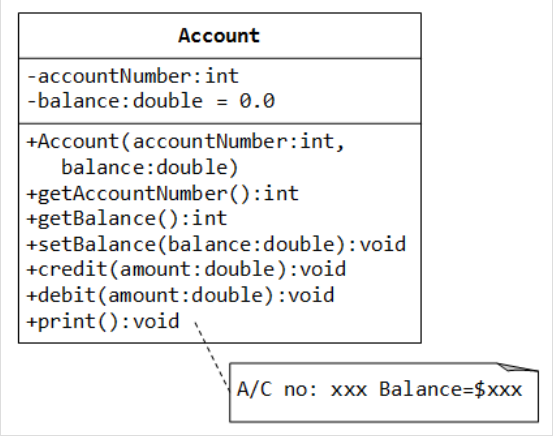 Account
-accountNumber:int
-balance:double = 0.0
+Account(accountNumber:int,
balance:double)
+getAccountNumber():int
+getBalance():int
+setBalance(balance:double):void
+credit(amount:double):void
+debit(amount:double):void
+print():void
A/C no: xxx Balance=$xxx